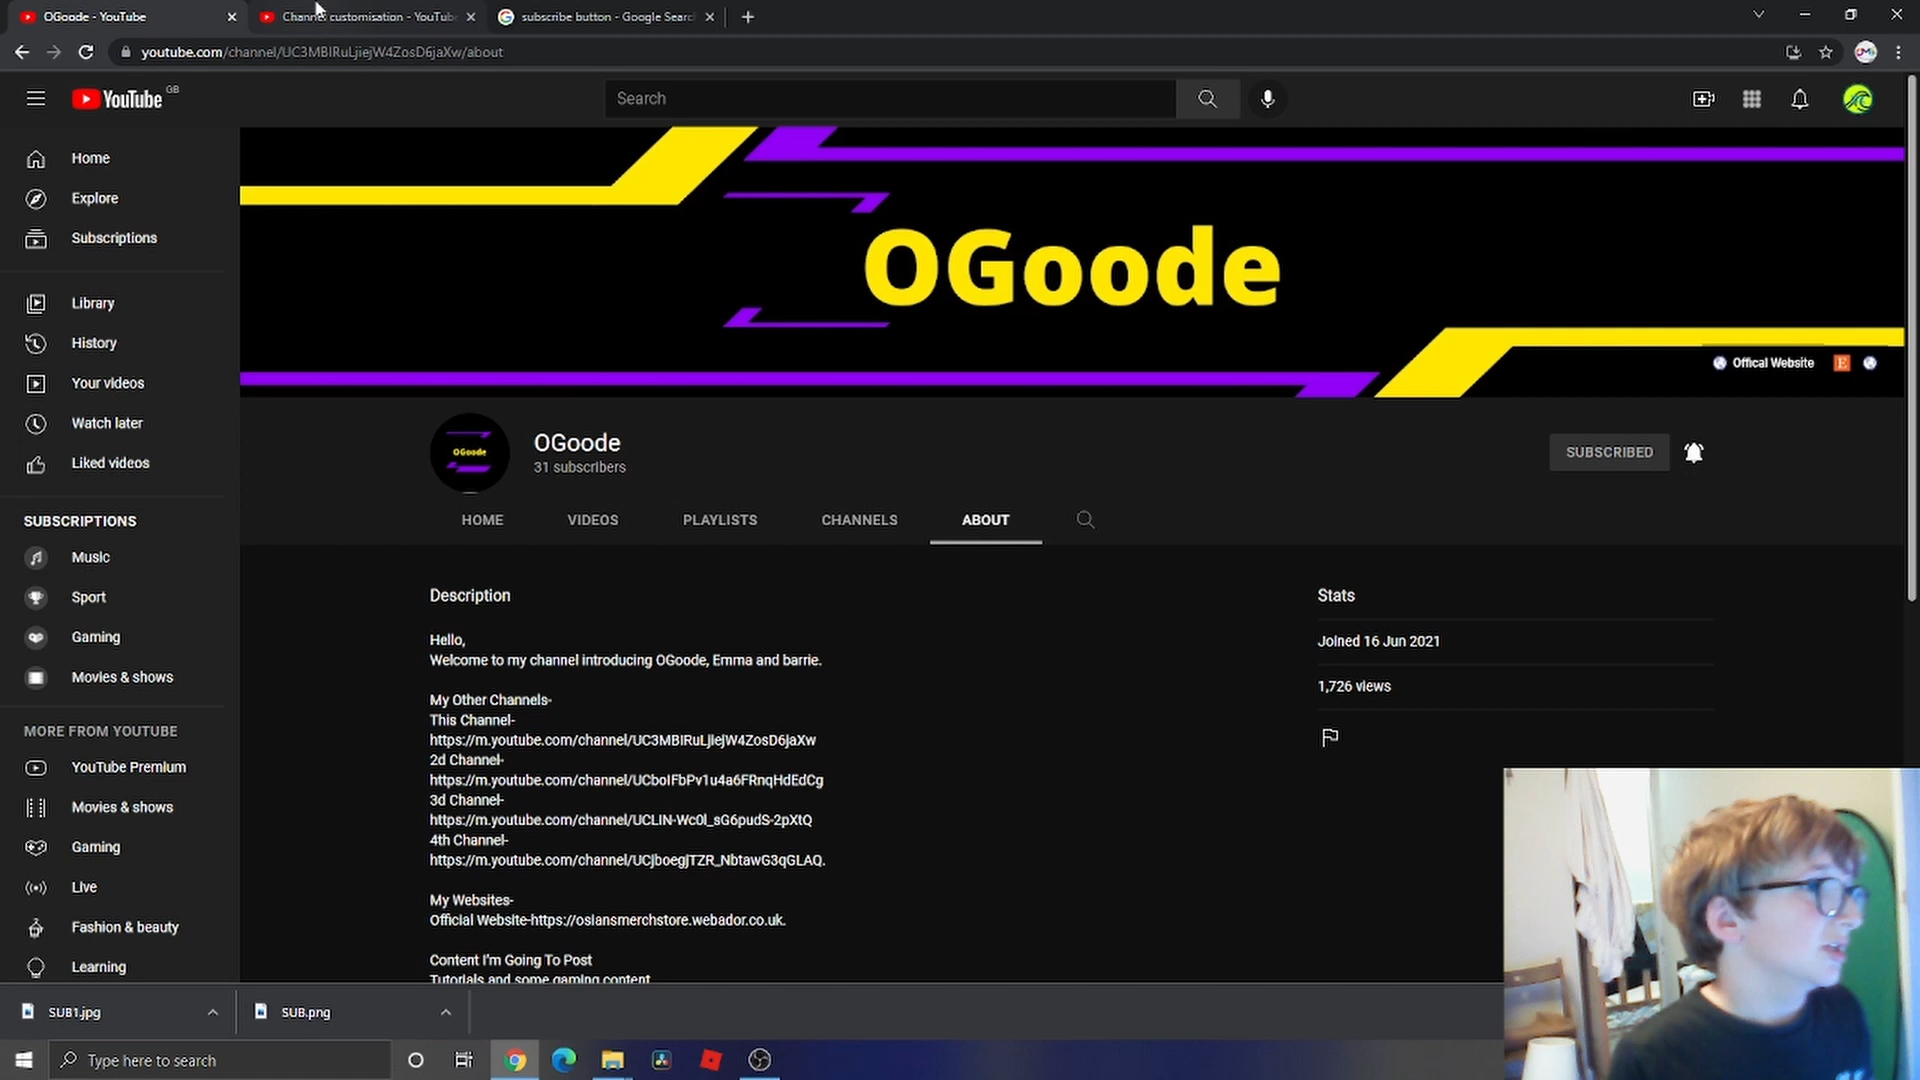 OGoode - YouTube
Channel customisation - YouTube
subscribe button - Google Search
youtube.com/channel/UC3MBIRuLjiejW4ZosD6jaXw/about
YouTube GB
Search
Home
Explore
Subscriptions
Library
History
Your videos
Watch later
Liked videos
SUBSCRIPTIONS
Music
Sport
Gaming
Movies & shows
MORE FROM YOUTUBE
YouTube Premium
Movies & shows
Gaming
Live
Fashion & beauty
Learning
OGoode
Offical Website
E
OGoode
OGoode
31 subscribers
SUBSCRIBED
HOME
VIDEOS
PLAYLISTS
CHANNELS
ABOUT
Description
Hello,
Welcome to my channel introducing OGoode, Emma and barrie.
My Other Channels-
This Channel-
https://m.youtube.com/channel/UC3MBIRuLjiejW4ZosD6jaXw
2d Channel-
https://m.youtube.com/channel/UCboIFbPv1u4a6FRnqHdEdCg
3d Channel-
https://m.youtube.com/channel/UCLIN-Wc0l_sG6pudS-2pXtQ
4th Channel-
https://m.youtube.com/channel/UCjboegjTZR_NbtawG3qGLAQ.
My Websites-
Official Website-https://osiansmerchstore.webador.co.uk.
Content I'm Going To Post
Tutorials and some gaming content
Stats
Joined 16 Jun 2021
1,726 views
SUB1.jpg
SUB.png
Type here to search